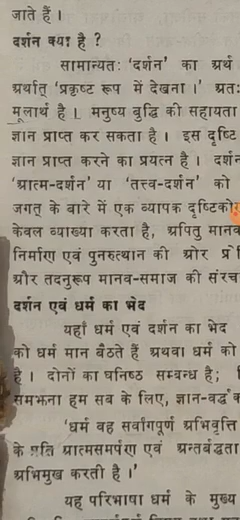 जाते हैं ।
दर्शन क्या है ?
सामान्यतः ‘दर्शन’ का अर्थ
अर्थात् ‘प्रकृष्ट रूप में देखना ।’ अतः
मूलार्थ है । मनुष्य बुद्धि की सहायता
ज्ञान प्राप्त कर सकता है । इस दृष्टि
ज्ञान प्राप्त करने का प्रयत्न है । दर्शन
‘आत्म-दर्शन’ या ‘तत्त्व-दर्शन’ को
जगत् के बारे में एक व्यापक दृष्टिकोण
केवल व्याख्या करता है, अपितु मानव
निर्माण एवं पुनरुत्थान की ओर प्रे
और तदनुरूप मानव-समाज की संरच
दर्शन एवं धर्म का भेद
यहाँ धर्म एवं दर्शन का भेद
को धर्म मान बैठते हैं अथवा धर्म को
है । दोनों का घनिष्ठ सम्बन्ध है;
समझना हम सब के लिए, ज्ञान-वर्द्धक
‘धर्म वह सर्वांगपूर्ण अभिवृत्ति
के प्रति आत्मसमर्पण एवं अन्तर्बद्धता
अभिमुख करती है ।’
यह परिभाषा धर्म के मुख्य